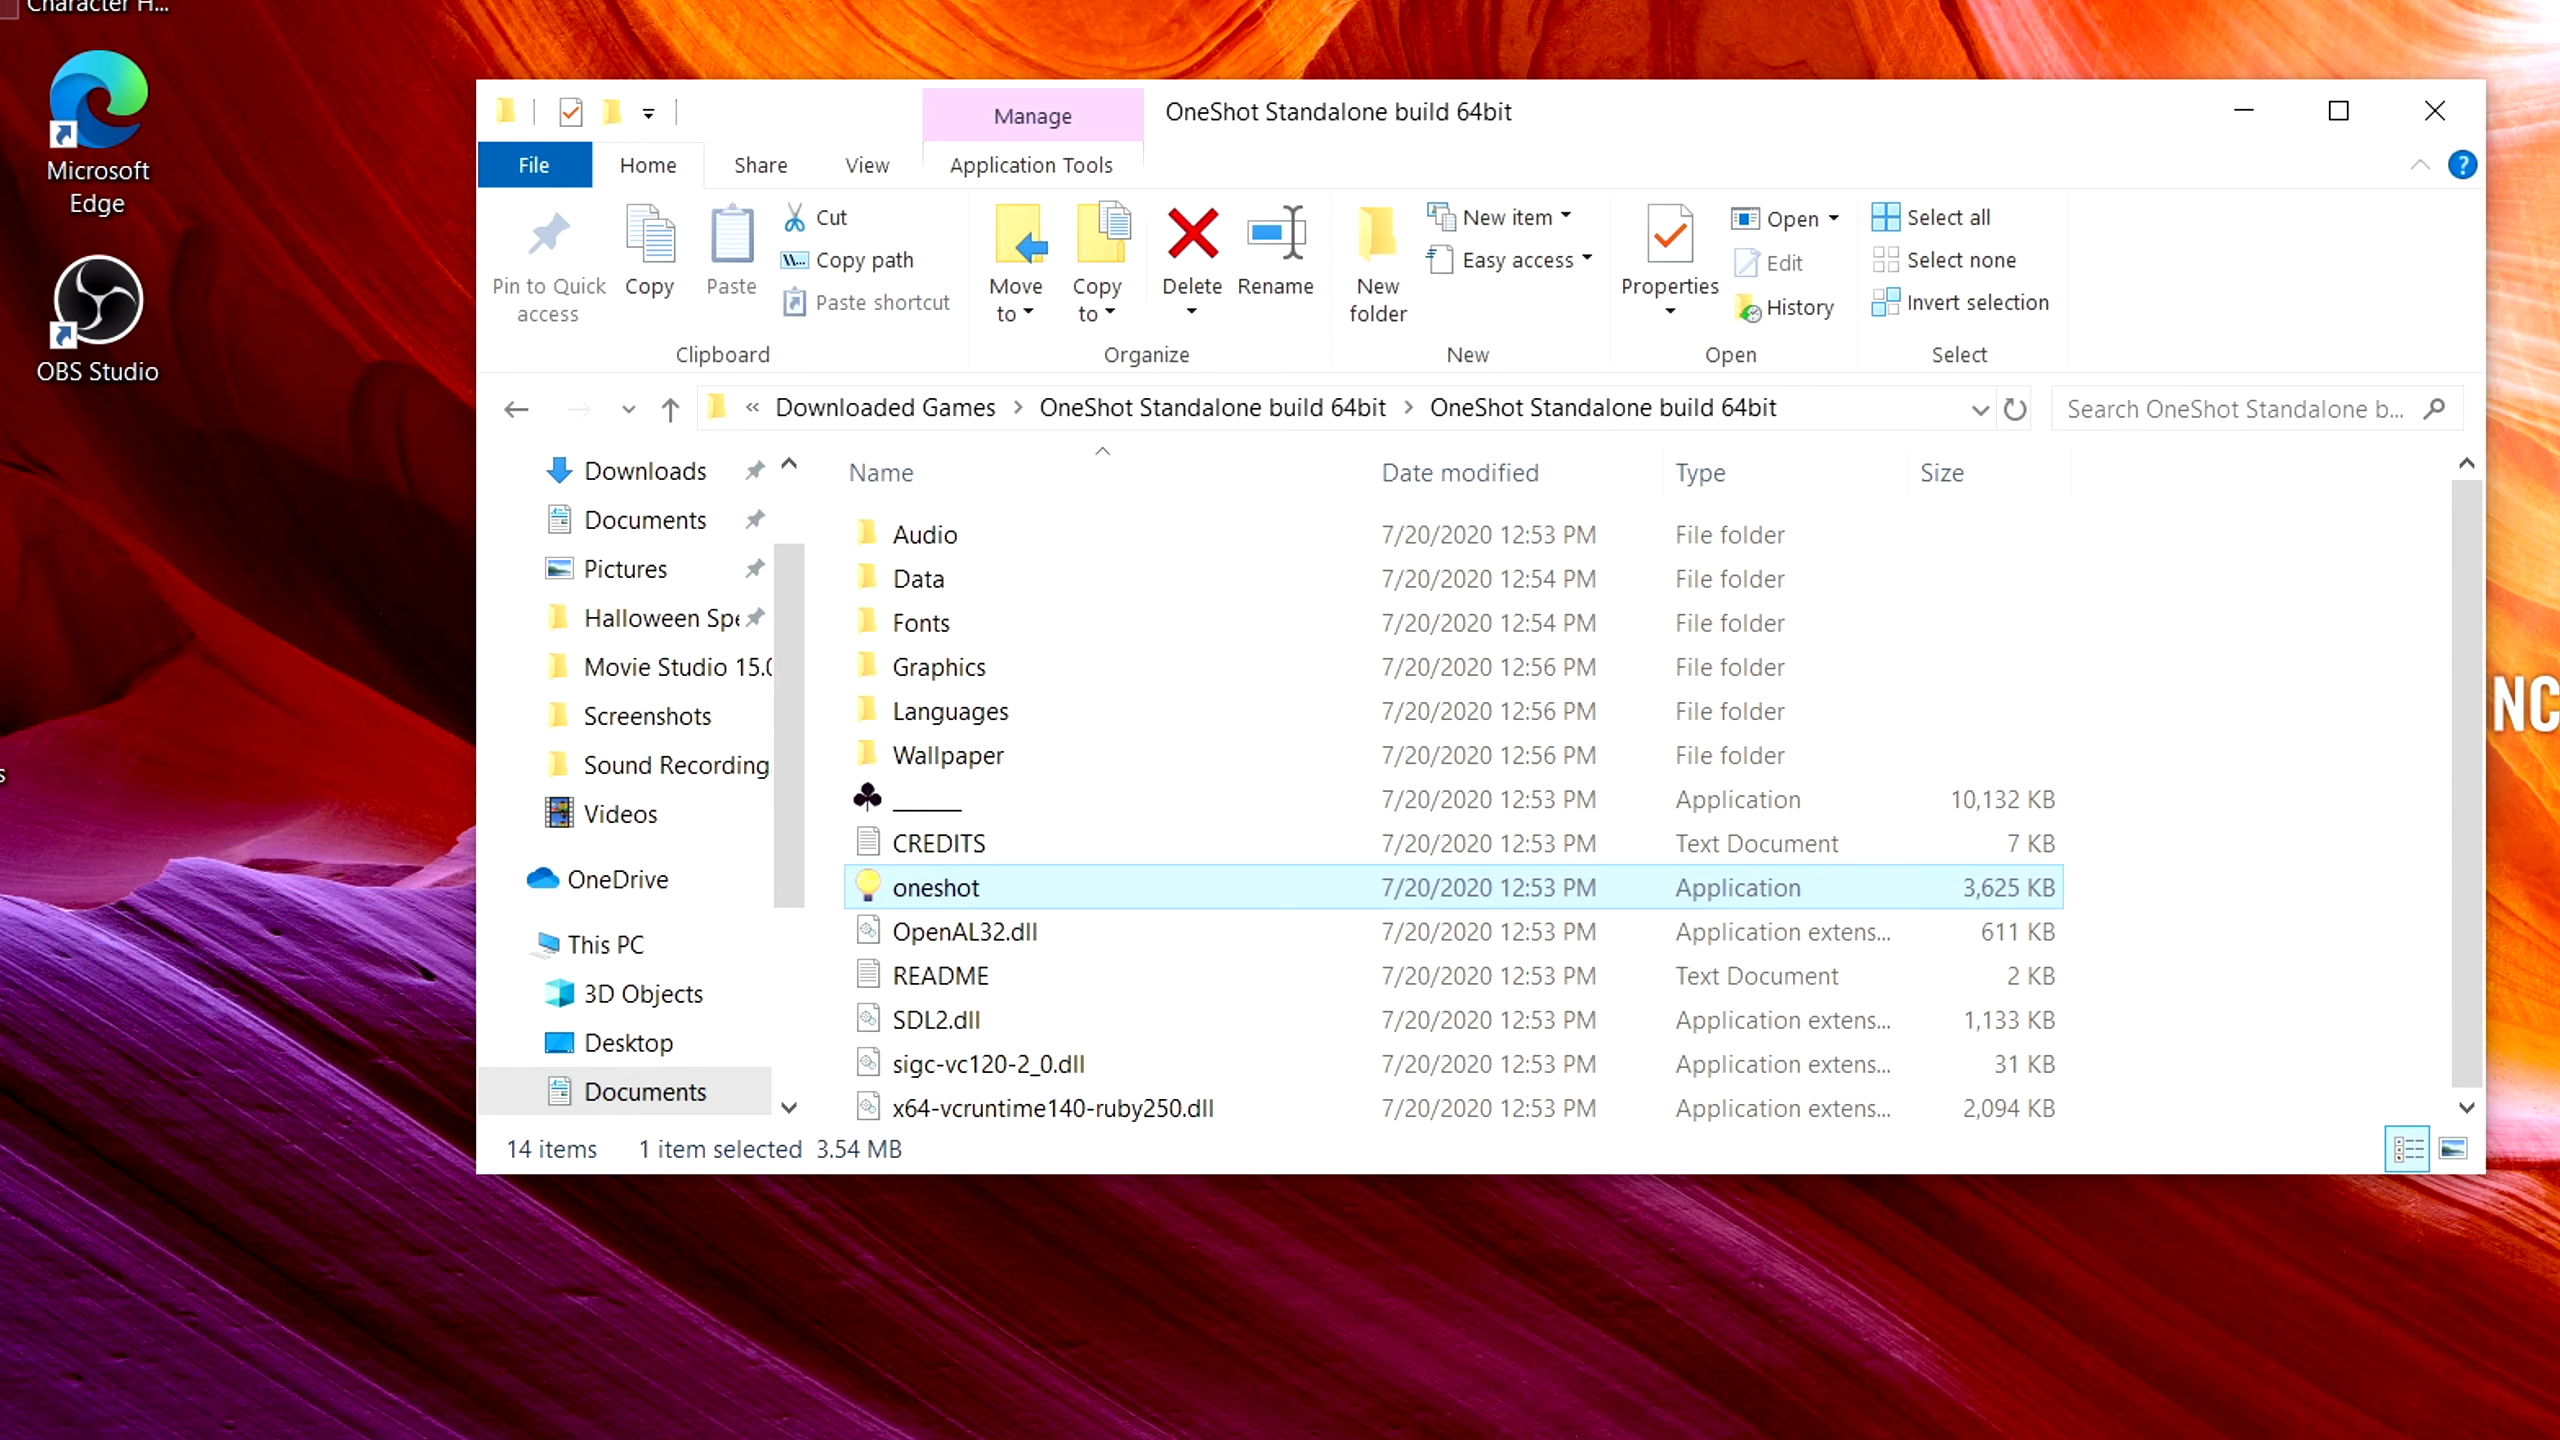 Character H...
Microsoft
Edge
OBS Studio
s
Manage
OneShot Standalone build 64bit
File
Home
Share
View
Application Tools
Pin to Quick
access
Copy
Paste
Cut
Copy path
Paste shortcut
Clipboard
Move
to
Copy
to
Delete
Rename
Organize
New
folder
New item
Easy access
New
Properties
Open
Edit
History
Open
Select all
Select none
Invert selection
Select
« Downloaded Games > OneShot Standalone build 64bit > OneShot Standalone build 64bit
Search OneShot Standalone b...
Downloads
Documents
Pictures
Halloween Spe
Movie Studio 15.0
Screenshots
Sound Recording
Videos
OneDrive
This PC
3D Objects
Desktop
Documents
Name Date modified Type Size
Audio 7/20/2020 12:53 PM File folder
Data 7/20/2020 12:54 PM File folder
Fonts 7/20/2020 12:54 PM File folder
Graphics 7/20/2020 12:56 PM File folder
Languages 7/20/2020 12:56 PM File folder
Wallpaper 7/20/2020 12:56 PM File folder
______ 7/20/2020 12:53 PM Application 10,132 KB
CREDITS 7/20/2020 12:53 PM Text Document 7 KB
oneshot 7/20/2020 12:53 PM Application 3,625 KB
OpenAL32.dll 7/20/2020 12:53 PM Application extens... 611 KB
README 7/20/2020 12:53 PM Text Document 2 KB
SDL2.dll 7/20/2020 12:53 PM Application extens... 1,133 KB
sigc-vc120-2_0.dll 7/20/2020 12:53 PM Application extens... 31 KB
x64-vcruntime140-ruby250.dll 7/20/2020 12:53 PM Application extens... 2,094 KB
14 items 1 item selected 3.54 MB
NC